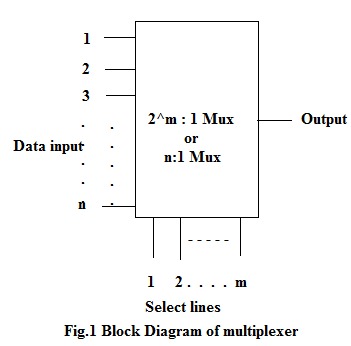 1
2
3
Data input
n
2^m : 1 Mux
or
n:1 Mux
Output
1 2 . . . . m
Select lines
Fig.1 Block Diagram of multiplexer